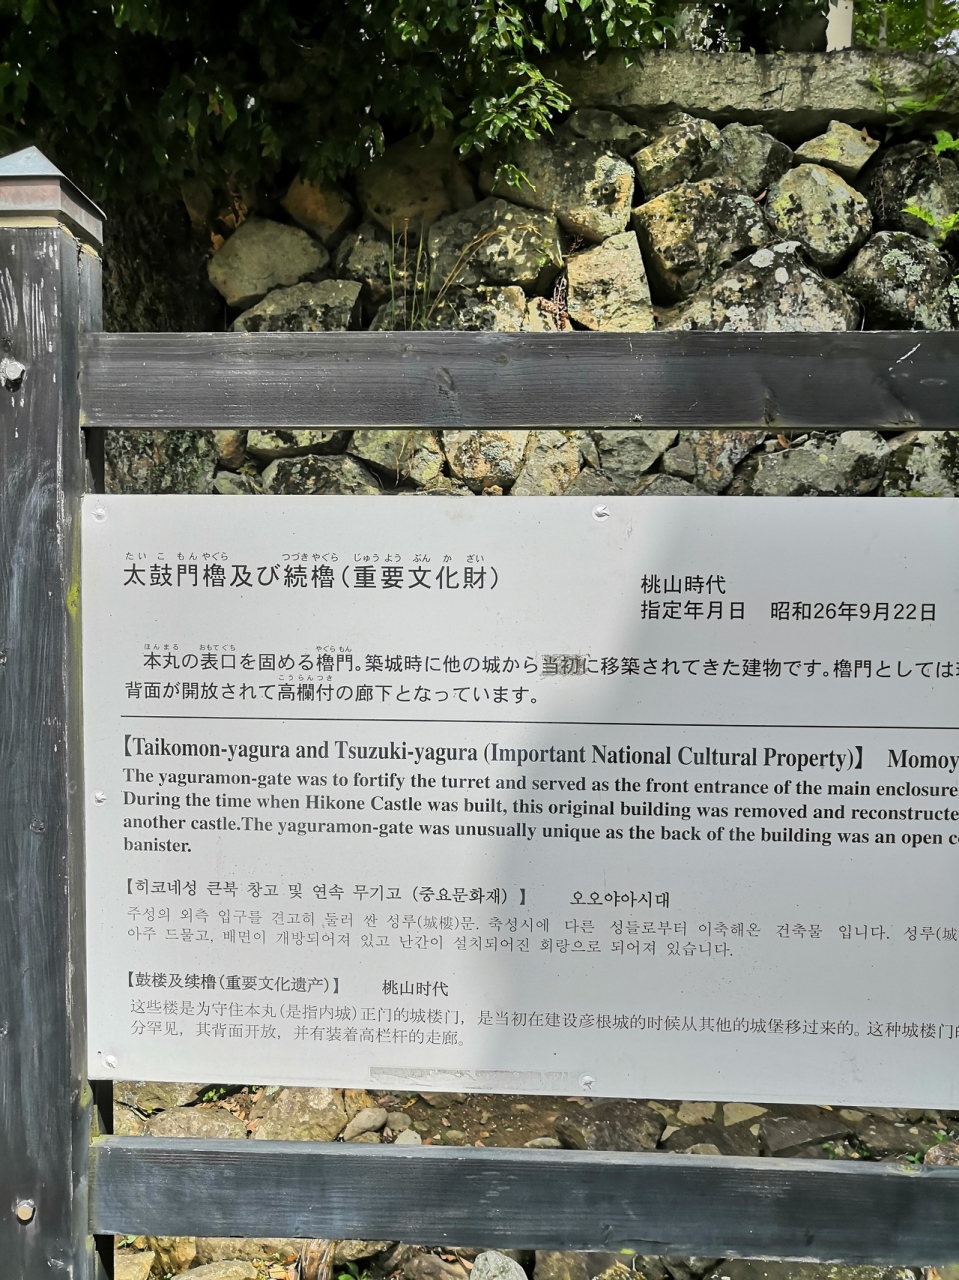 たいこもんやぐら つづきやぐら じゅうようぶんかざい
太鼓門櫓及び続櫓(重要文化財)
桃山時代
指定年月日 昭和26年9月22日
ほんまる おもてぐち やぐらもん
本丸の表口を固める櫓門。築城時に他の城から当初に移築されてきた建物です。櫓門としては
こうらんつき
背面が開放されて高欄付の廊下となっています。
【Taikomon-yagura and Tsuzuki-yagura (Important National Cultural Property)】 Momoy
The yaguramon-gate was to fortify the turret and served as the front entrance of the main enclosure
During the time when Hikone Castle was built, this original building was removed and reconstructe
another castle.The yaguramon-gate was unusually unique as the back of the building was an open c
banister.
【히코네성 큰북 창고 및 연속 무기고 (중요문화재) 】 오오야아시대
주성의 외측 입구를 견고히 둘러 싼 성루(城樓)문. 축성시에 다른 성들로부터 이축해온 건축물 입니다. 성루(城
아주 드물고, 배면이 개방되어져 있고 난간이 설치되어진 회랑으로 되어져 있습니다.
【鼓楼及续橹(重要文化遗产)】 桃山时代
这些楼是为守住本丸(是指内城)正门的城楼门, 是当初在建设彦根城的时候从其他的城堡移过来的。这种城楼门
分罕见, 其背面开放, 并有装着高栏杆的走廊。